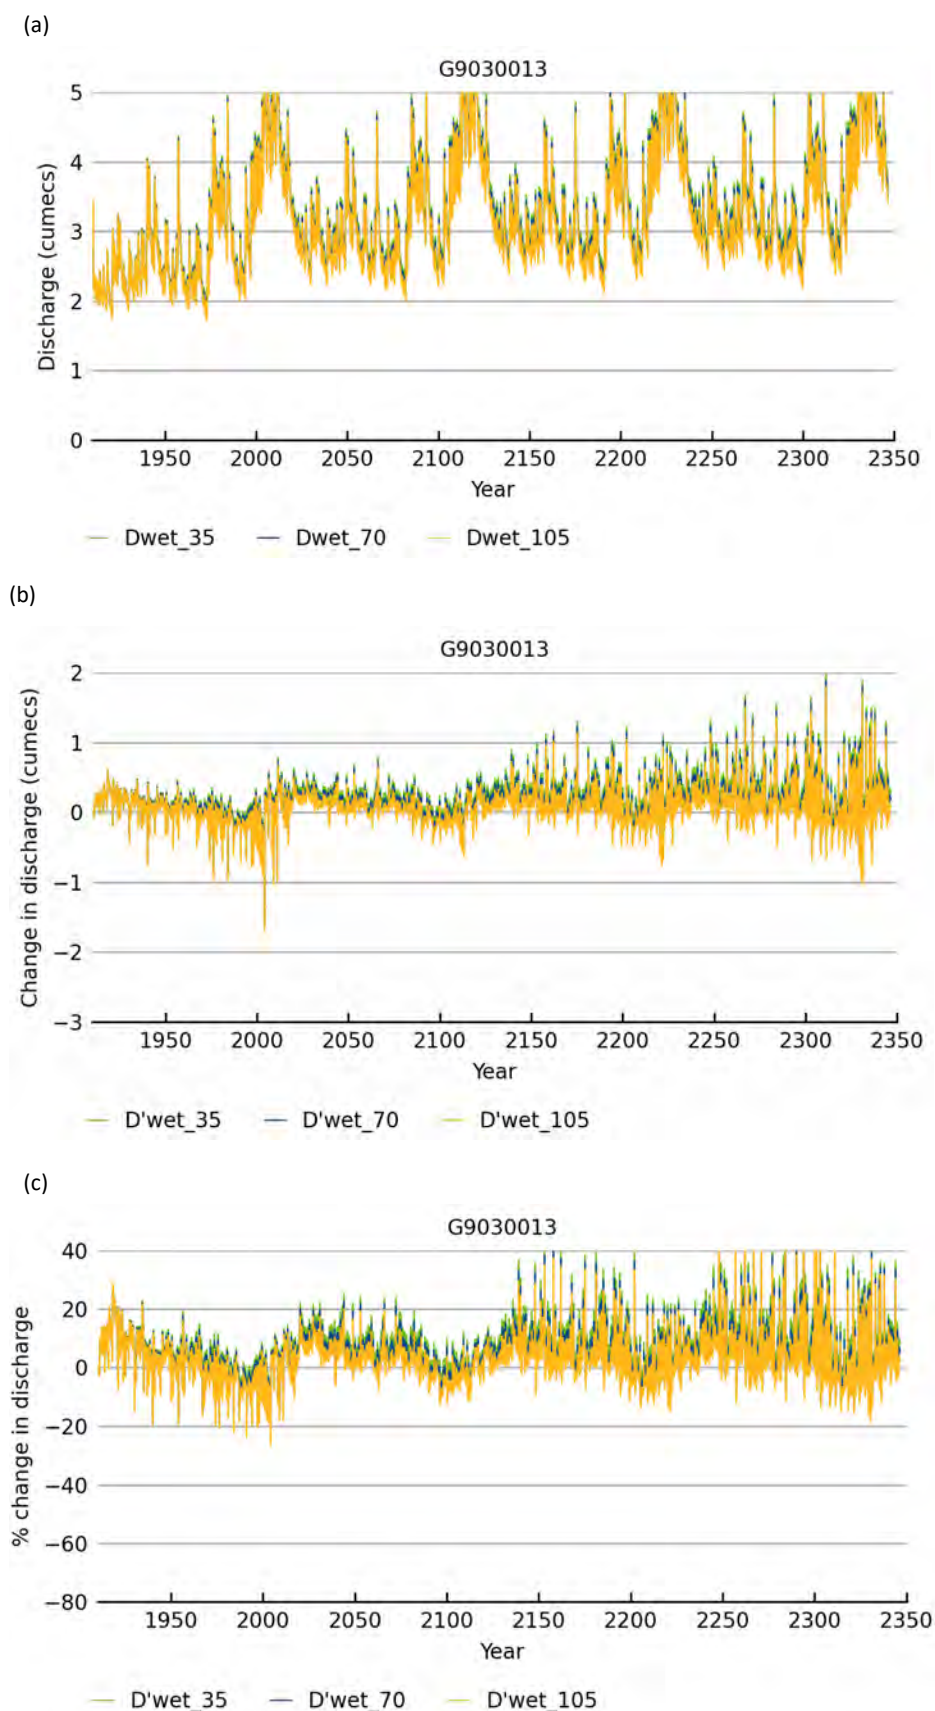 (a)
G9030013
Discharge (cumecs)
5
4
3
2
1
0
1950 2000 2050 2100 2150 2200 2250 2300 2350
Year
Dwet_35 Dwet_70 Dwet_105
(b)
G9030013
Change in discharge (cumecs)
2
1
0
−1
−2
−3
1950 2000 2050 2100 2150 2200 2250 2300 2350
Year
D'wet_35 D'wet_70 D'wet_105
(c)
G9030013
% change in discharge
40
20
0
−20
−40
−60
−80
1950 2000 2050 2100 2150 2200 2250 2300 2350
Year
D'wet_35 D'wet_70 D'wet_105